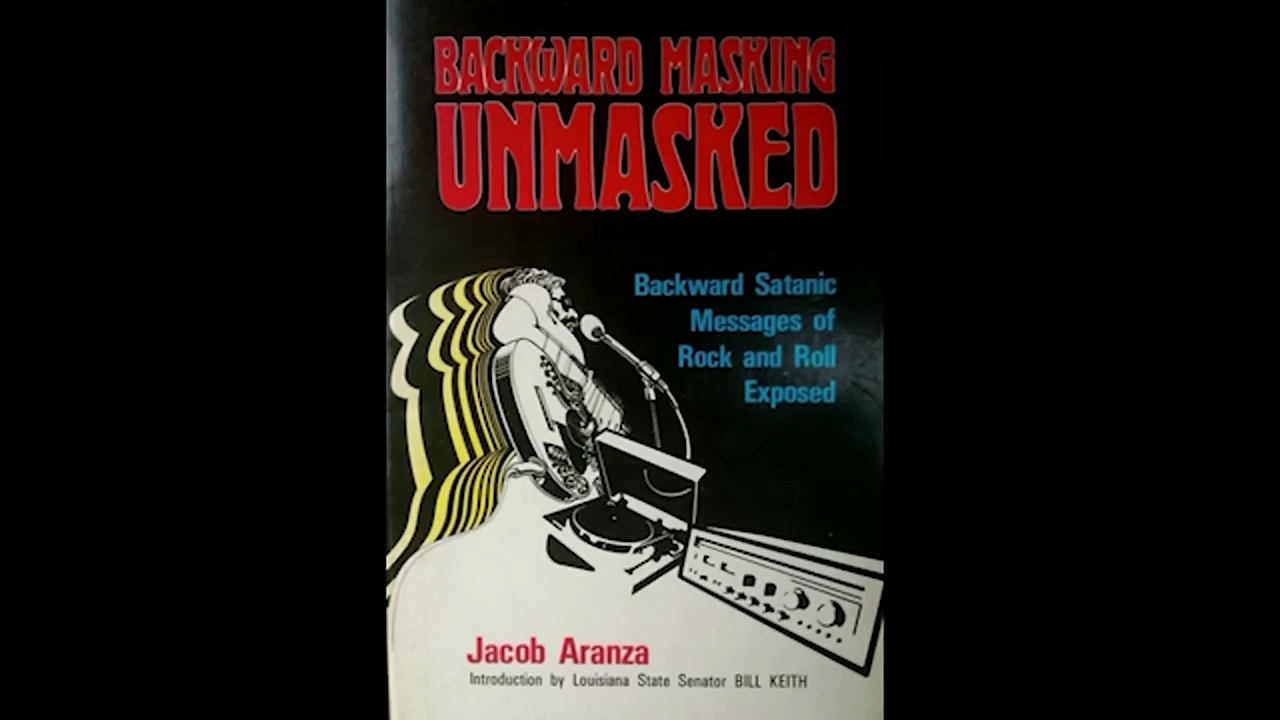 BACKWARD MASKING
UNMASKED
Backward Satanic
Messages of
Rock and Roll
Exposed
Jacob Aranza
Introduction by Louisiana State Senator BILL KEITH